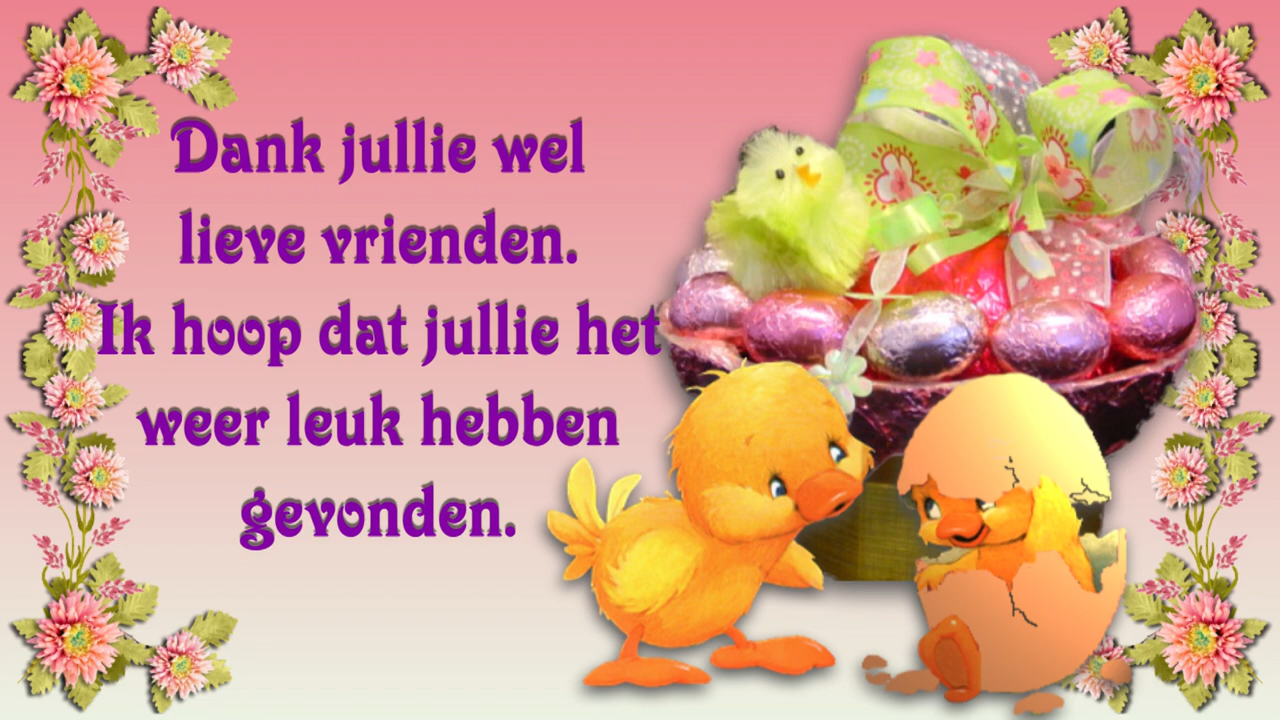 Dank jullie wel
lieve vrienden.
Ik hoop dat jullie het
weer leuk hebben
gevonden.